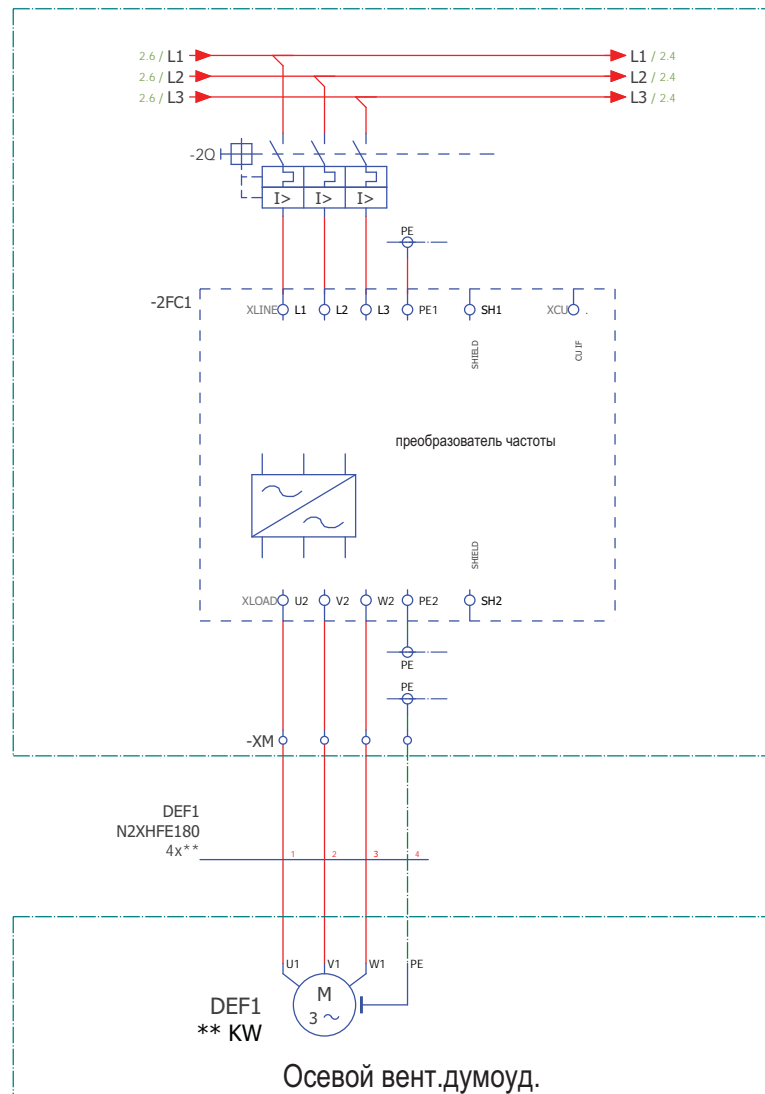 2.6 / L1 L1 / 2.4
2.6 / L2 L2 / 2.4
2.6 / L3 L3 / 2.4
-2Q
I> I> I>
PE
-2FC1
XLINE L1 L2 L3 PE1 SH1 XCU .
SHIELD
CU IF
преобразователь частоты
SHIELD
XLOAD U2 V2 W2 PE2 SH2
PE
PE
-XM
DEF1
N2XHFE180
4x**
1 2 3 4
U1 V1 W1 PE
M
3 ~
DEF1
** KW
Осевой вент.думоуд.